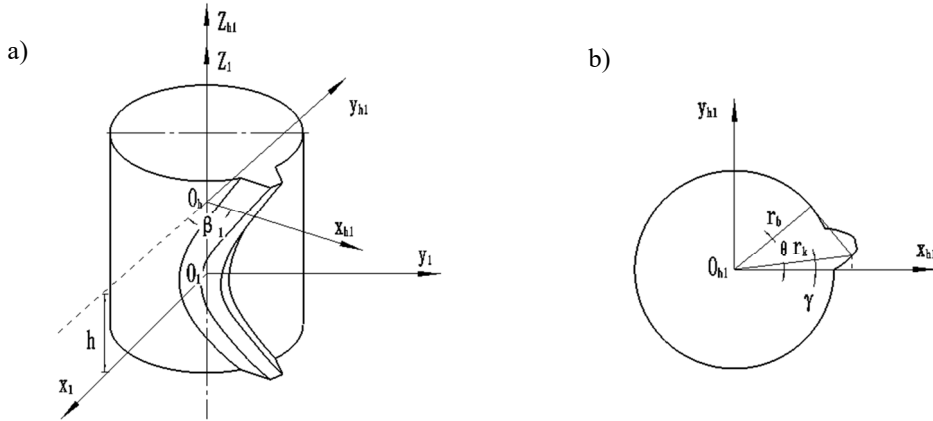 a)
Z_h1
Z_1
y_h1
O_h
β_1
x_h1
O_1
y_1
h
x_1
b)
y_h1
r_b
θ r_k
O_h1
x_h1
γ